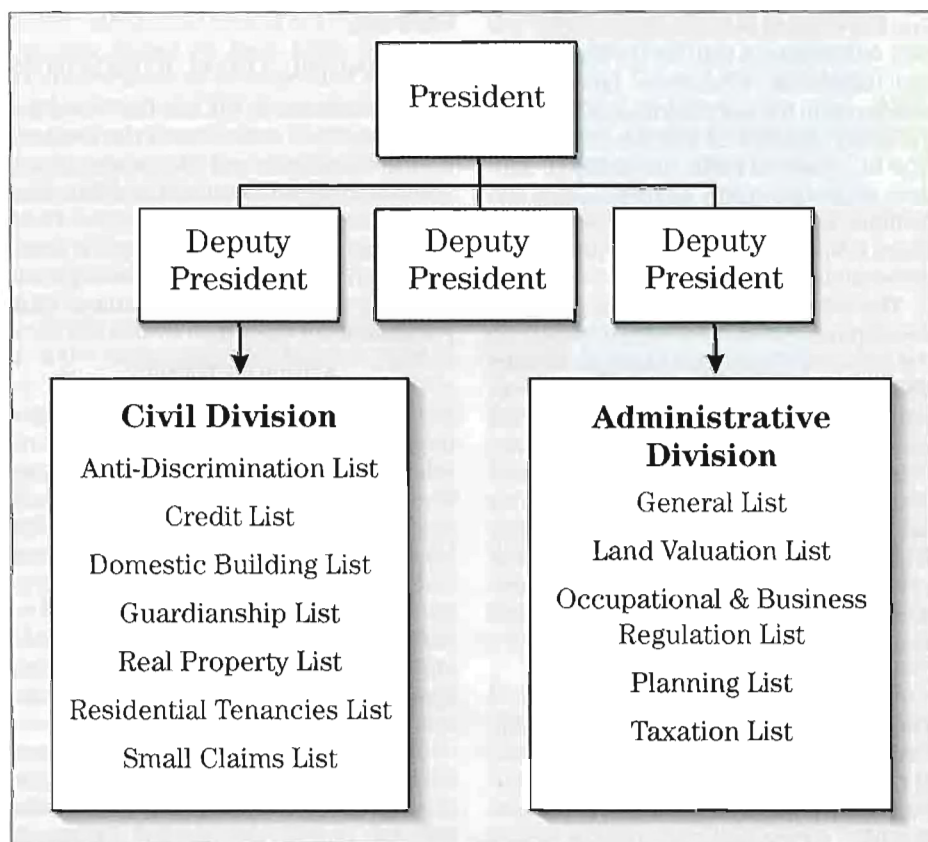 President
Deputy
President
Deputy
President
Deputy
President
Civil Division
Anti-Discrimination List
Credit List
Domestic Building List
Guardianship List
Real Property List
Residential Tenancies List
Small Claims List
Administrative
Division
General List
Land Valuation List
Occupational & Business
Regulation List
Planning List
Taxation List